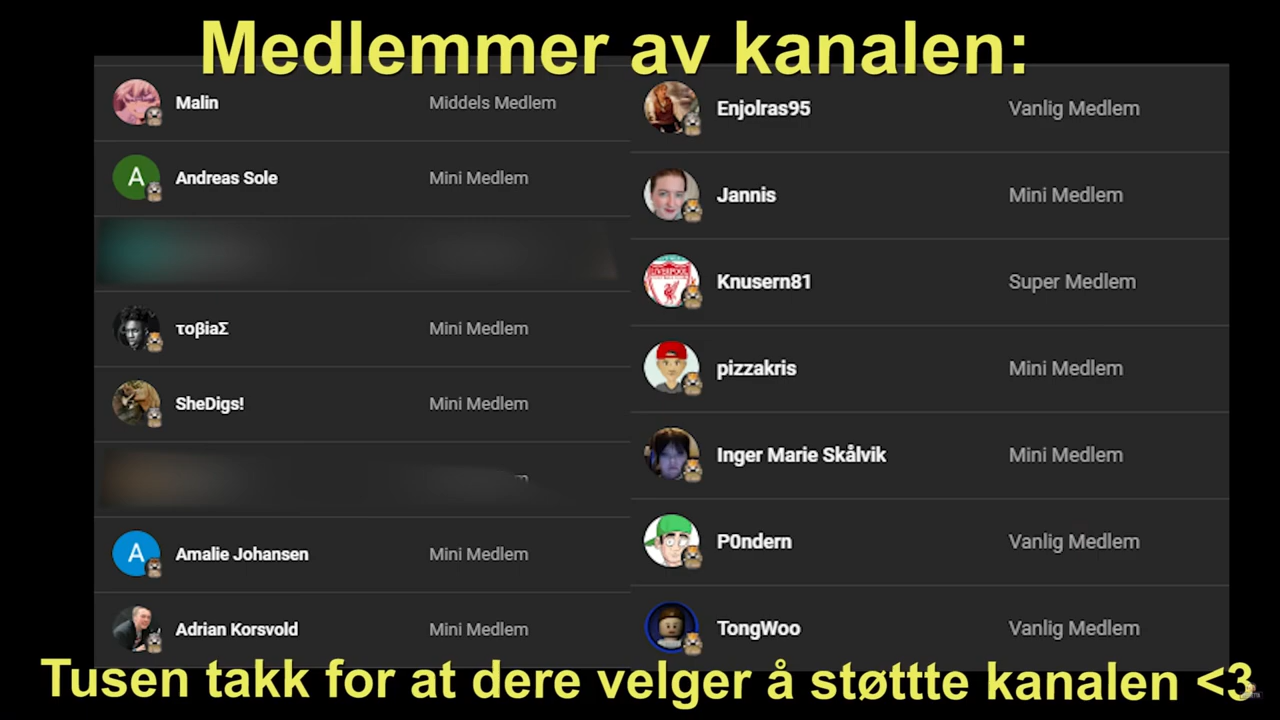 Medlemmer av kanalen:
Malin Middels Medlem
A Andreas Sole Mini Medlem
τοβiaΣ Mini Medlem
SheDigs! Mini Medlem
A Amalie Johansen Mini Medlem
Adrian Korsvold Mini Medlem
Enjolras95 Vanlig Medlem
Jannis Mini Medlem
LIVERPOOL Knusern81 Super Medlem
pizzakris Mini Medlem
Inger Marie Skålvik Mini Medlem
P0ndern Vanlig Medlem
TongWoo Vanlig Medlem
Tusen takk for at dere velger å støttte kanalen <3